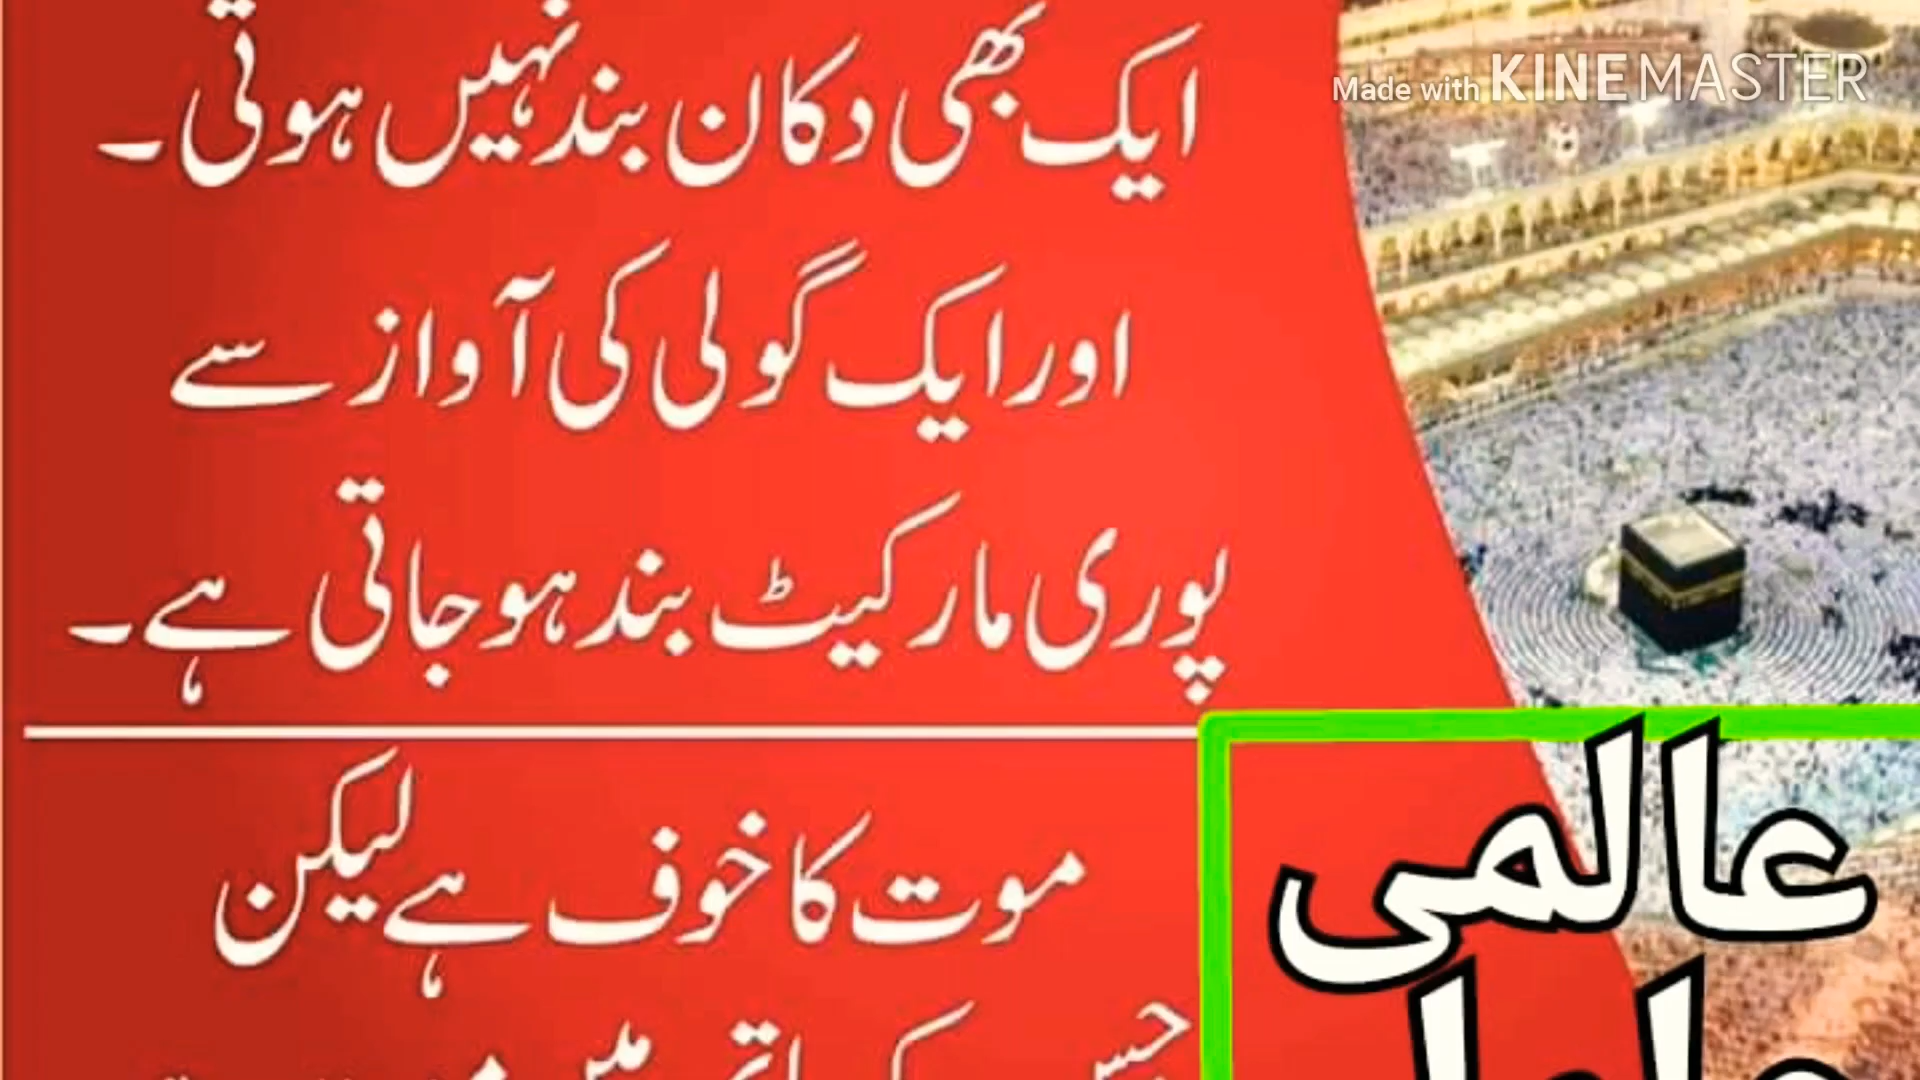 Made with KINEMASTER
ایک بھی دکان بند نہیں ہوتی۔
اور ایک گولی کی آواز سے
پوری مارکیٹ بند ہو جاتی ہے۔
موت کا خوف ہے لیکن
عالمی